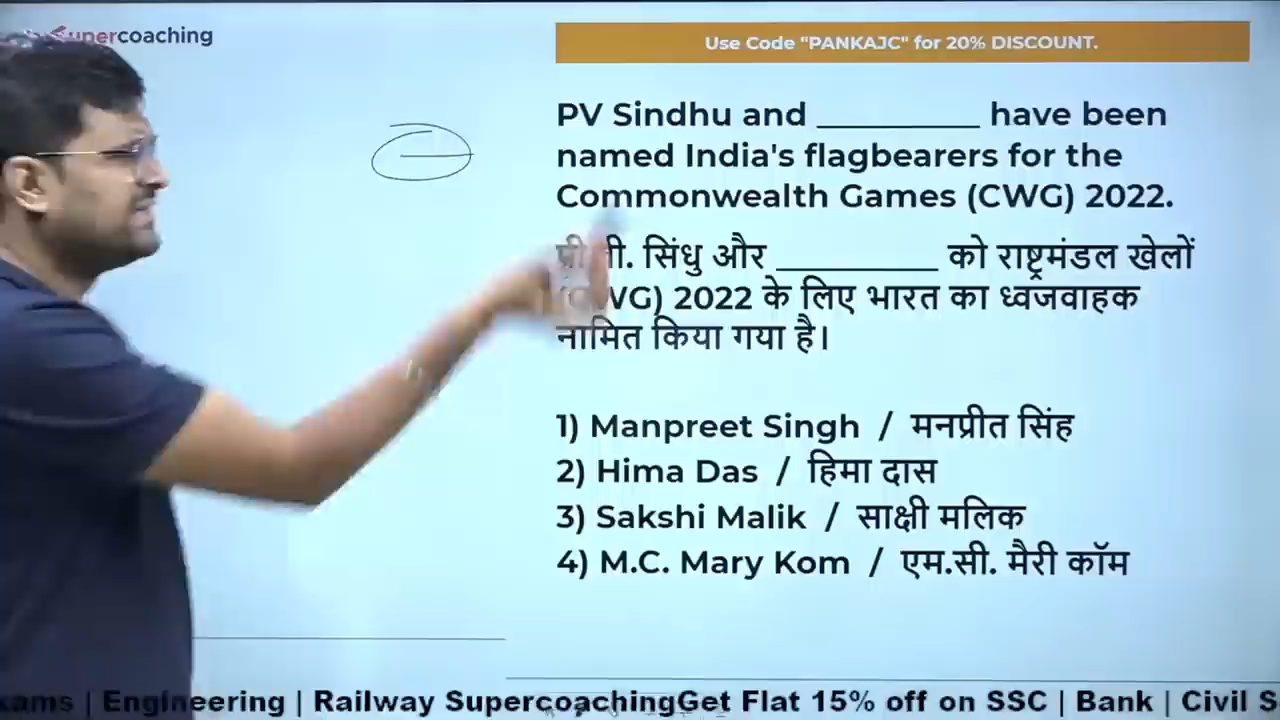 Supercoaching
Use Code "PANKAJC" for 20% DISCOUNT.
PV Sindhu and __________ have been
named India's flagbearers for the
Commonwealth Games (CWG) 2022.
सिंधु और __________ को राष्ट्रमंडल खेलों
2022 के लिए भारत का ध्वजवाहक
नामित किया गया है।
1) Manpreet Singh / मनप्रीत सिंह
2) Hima Das / हिमा दास
3) Sakshi Malik / साक्षी मलिक
4) M.C. Mary Kom / एम.सी. मैरी कॉम
| Engineering | Railway SupercoachingGet Flat 15% off on SSC | Bank | Civil